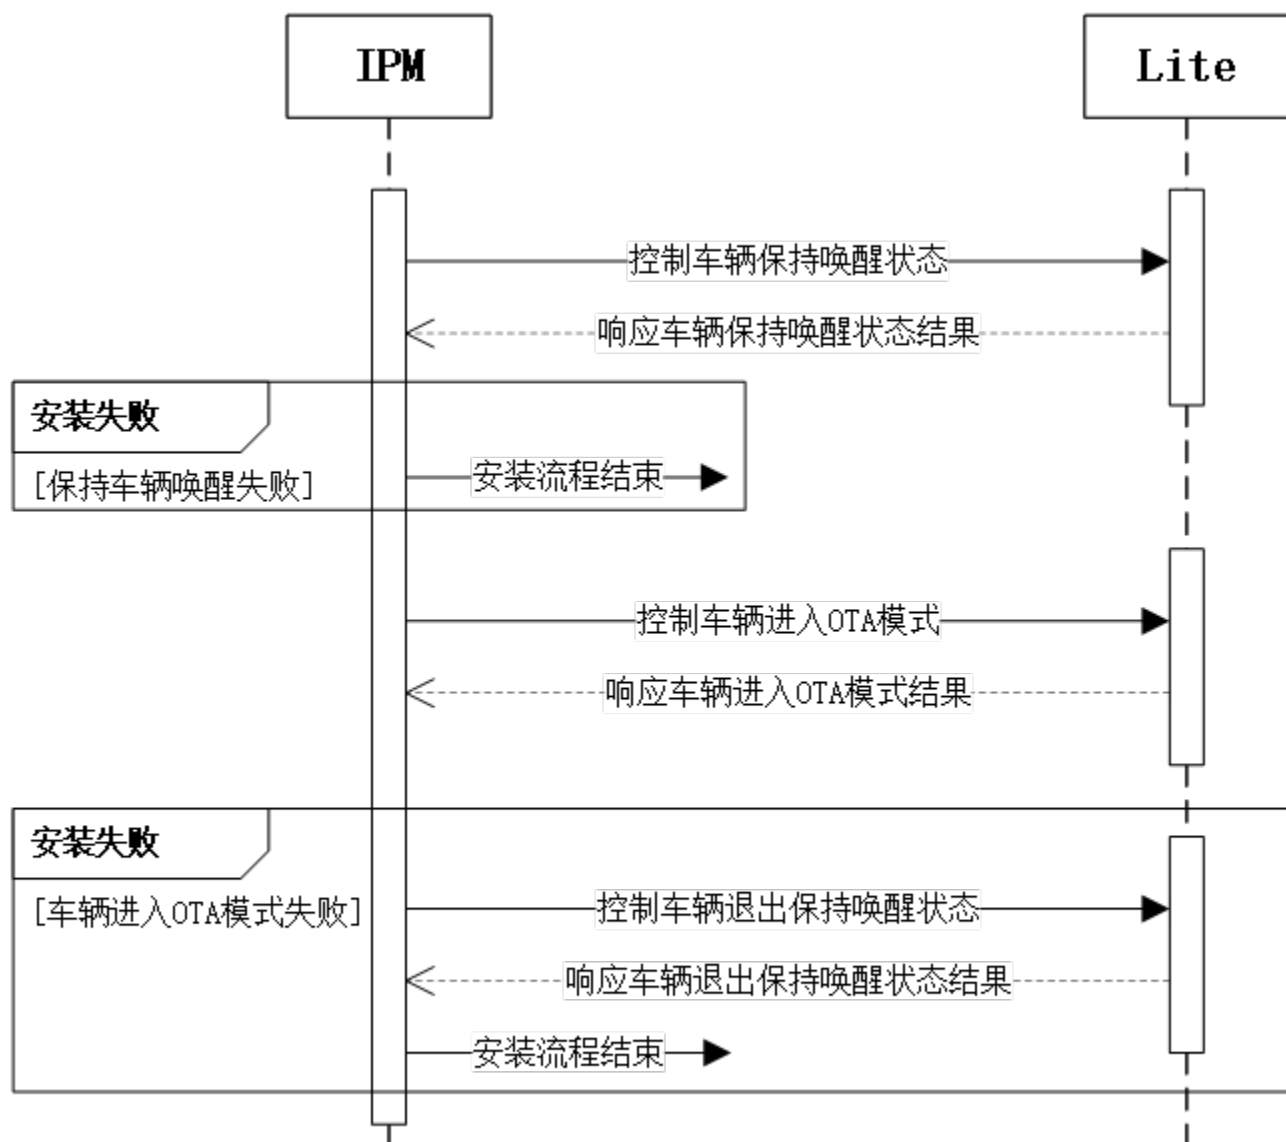 IPM
Lite
控制车辆保持唤醒状态
响应车辆保持唤醒状态结果
安装失败
[保持车辆唤醒失败]
安装流程结束
控制车辆进入OTA模式
响应车辆进入OTA模式结果
安装失败
[车辆进入OTA模式失败]
控制车辆退出保持唤醒状态
响应车辆退出保持唤醒状态结果
安装流程结束